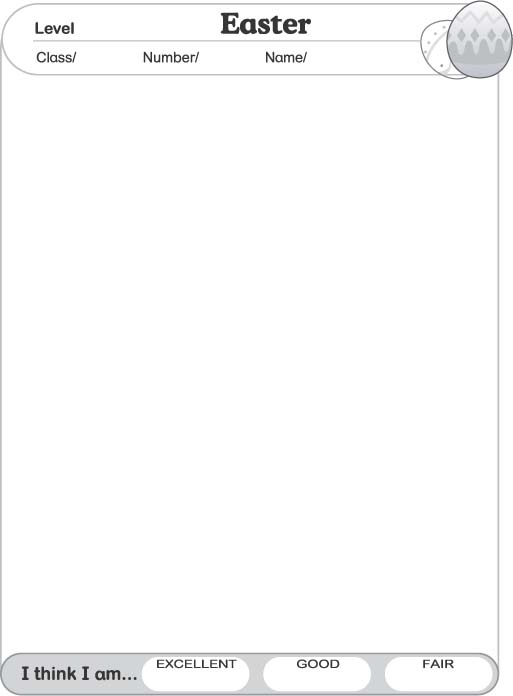 Easter
Level
Class/ Number/ Name/
I think I am... EXCELLENT GOOD FAIR